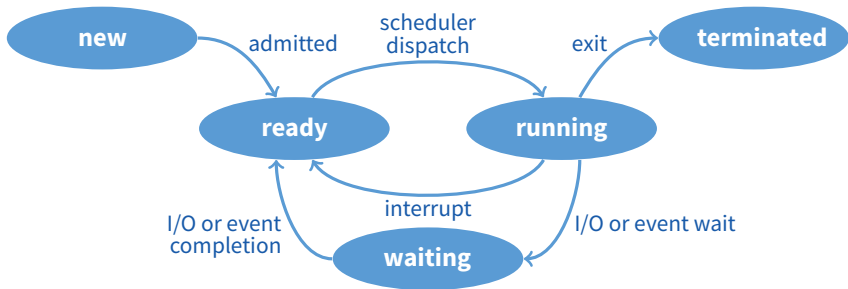 new
admitted
scheduler
dispatch
exit
terminated
ready
running
I/O or event
completion
interrupt
I/O or event wait
waiting